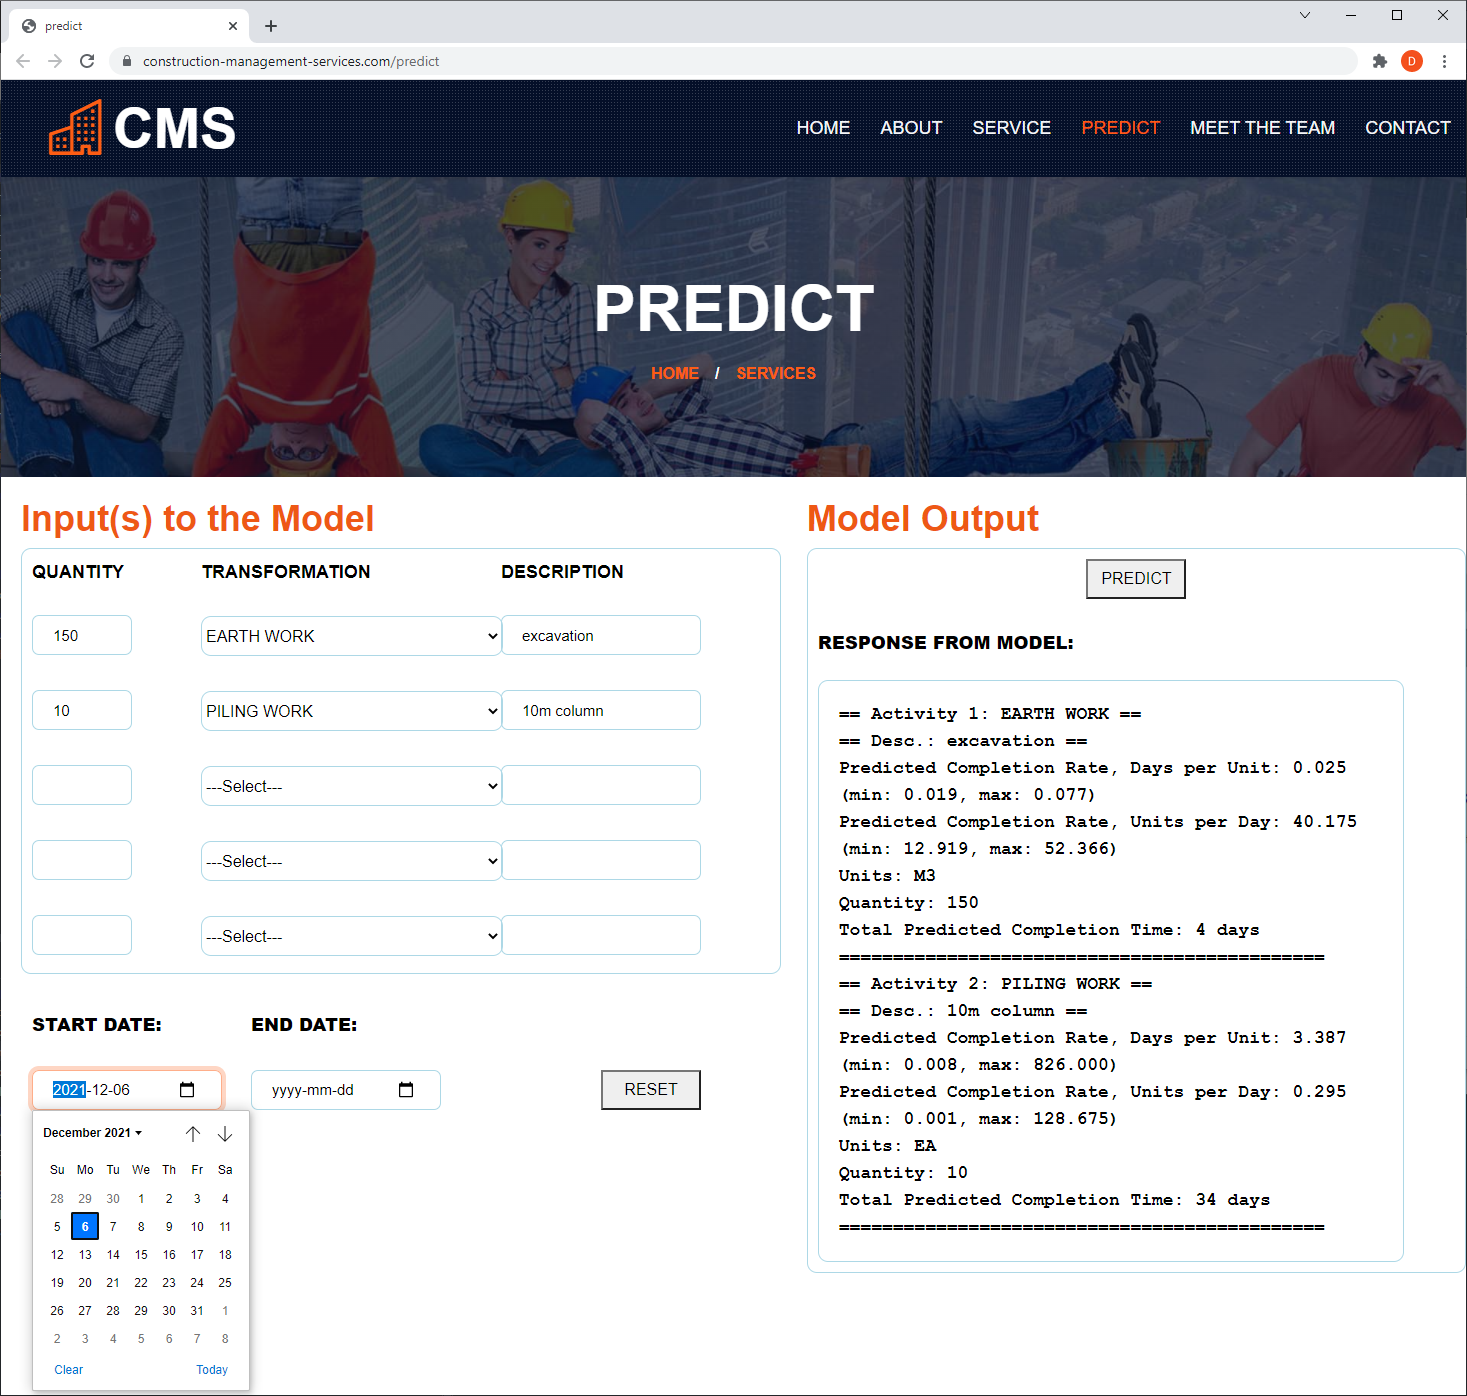 predict
construction-management-services.com/predict
D
CMS
HOME ABOUT SERVICE PREDICT MEET THE TEAM CONTACT
PREDICT
HOME / SERVICES
Input(s) to the Model
QUANTITY TRANSFORMATION DESCRIPTION
150 EARTH WORK excavation
10 PILING WORK 10m column
---Select---
---Select---
---Select---
START DATE: END DATE:
2021-12-06 yyyy-mm-dd RESET
December 2021
Su Mo Tu We Th Fr Sa
28 29 30 1 2 3 4
5 6 7 8 9 10 11
12 13 14 15 16 17 18
19 20 21 22 23 24 25
26 27 28 29 30 31 1
2 3 4 5 6 7 8
Clear Today
Model Output
PREDICT
RESPONSE FROM MODEL:
== Activity 1: EARTH WORK ==
== Desc.: excavation ==
Predicted Completion Rate, Days per Unit: 0.025
(min: 0.019, max: 0.077)
Predicted Completion Rate, Units per Day: 40.175
(min: 12.919, max: 52.366)
Units: M3
Quantity: 150
Total Predicted Completion Time: 4 days
=============================================
== Activity 2: PILING WORK ==
== Desc.: 10m column ==
Predicted Completion Rate, Days per Unit: 3.387
(min: 0.008, max: 826.000)
Predicted Completion Rate, Units per Day: 0.295
(min: 0.001, max: 128.675)
Units: EA
Quantity: 10
Total Predicted Completion Time: 34 days
=============================================